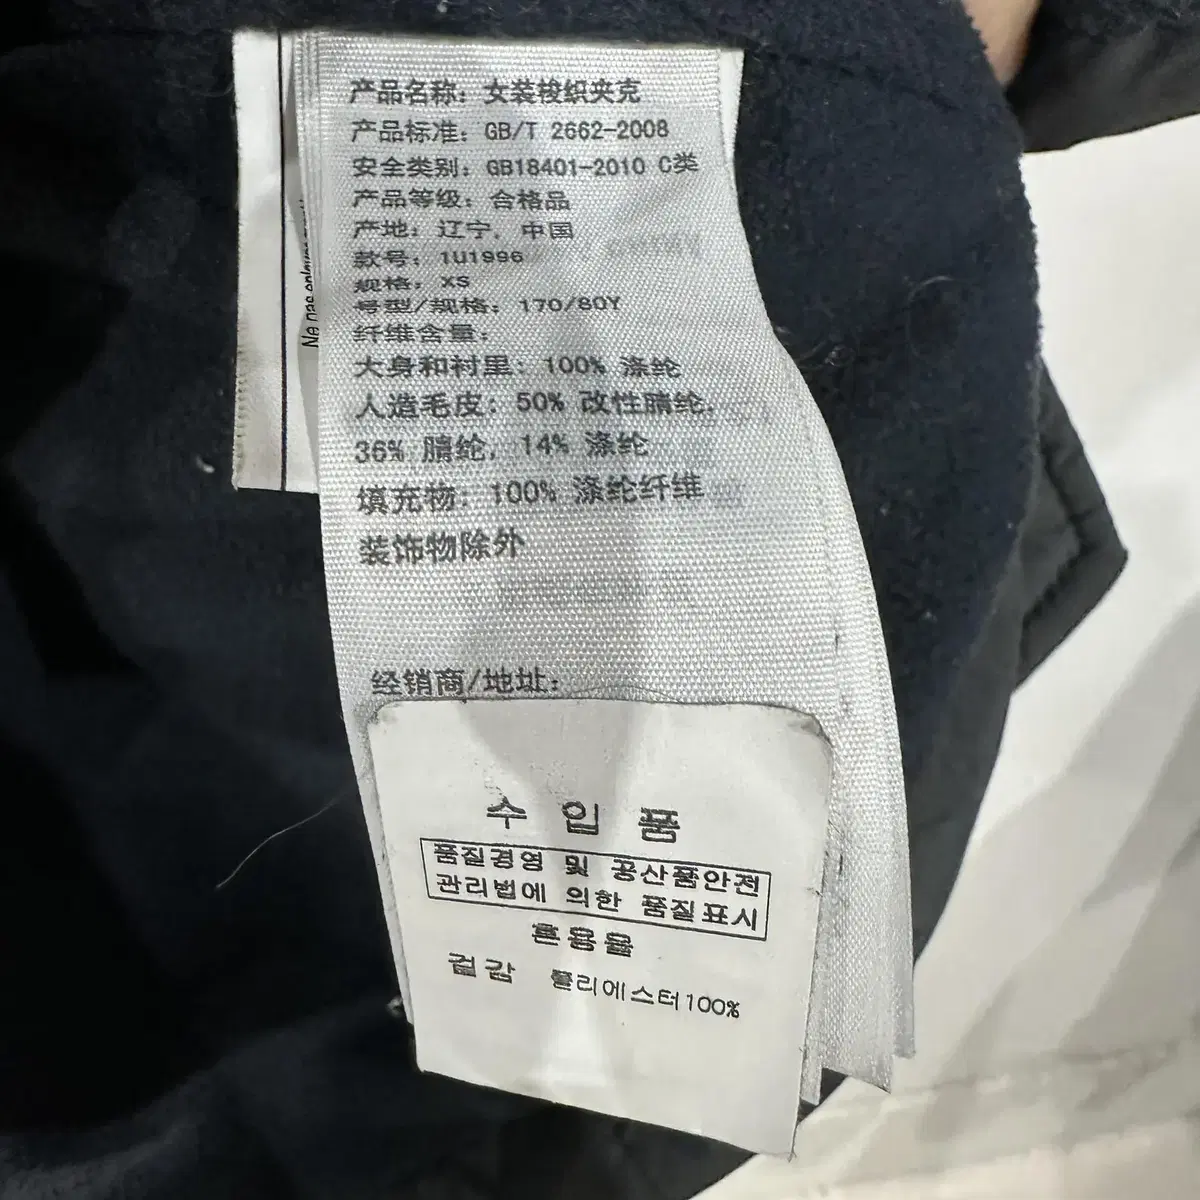 产品名称：女装梭织夹克
产品标准：GB/T 2662-2008
安全类别：GB18401-2010 C类
产品等级：合格品
产地：辽宁，中国
款号：1U1996
规格：XS
号型/规格：170/80Y
纤维含量：
大身和衬里：100% 涤纶
人造毛皮：50% 改性腈纶，
36% 腈纶，14% 涤纶
填充物：100% 涤纶纤维
装饰物除外
经销商/地址：
수입품
품질경영 및 공산품안전
관리법에 의한 품질표시
혼용율
겉감 폴리에스터100%
Ne pas